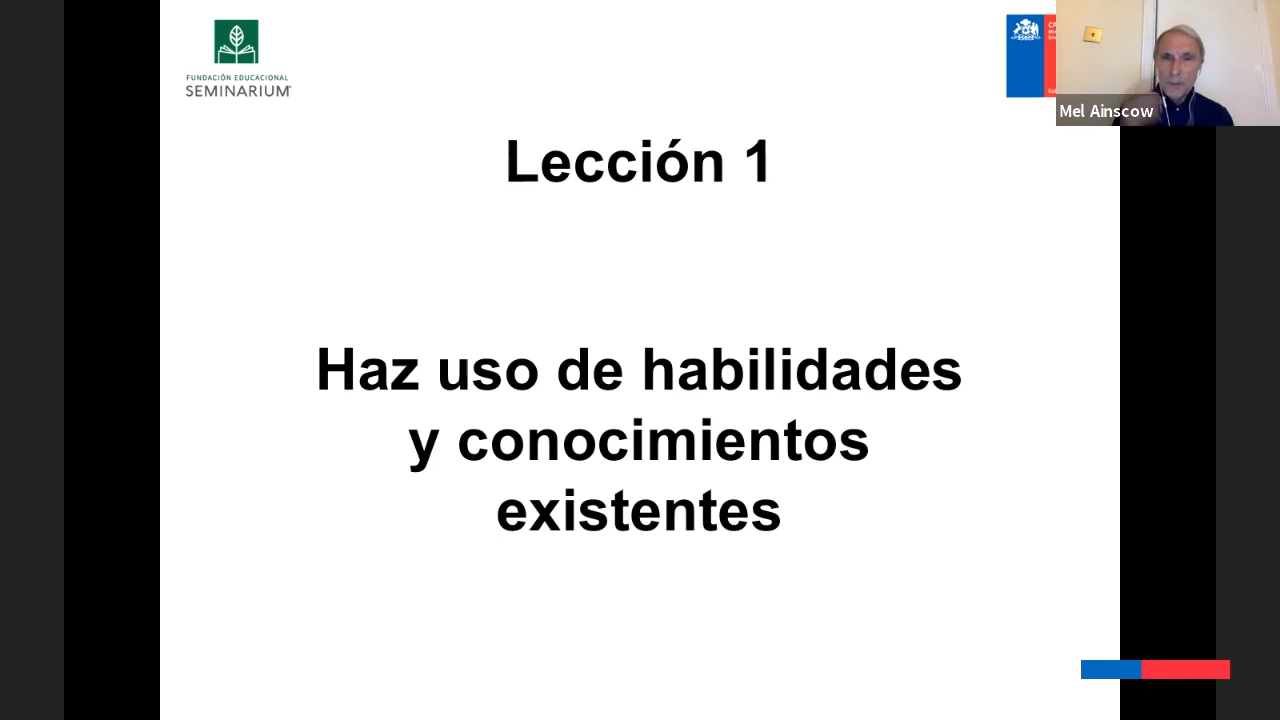 FUNDACIÓN EDUCACIONAL
SEMINARIUM
Mel Ainscow
Lección 1
Haz uso de habilidades
y conocimientos
existentes